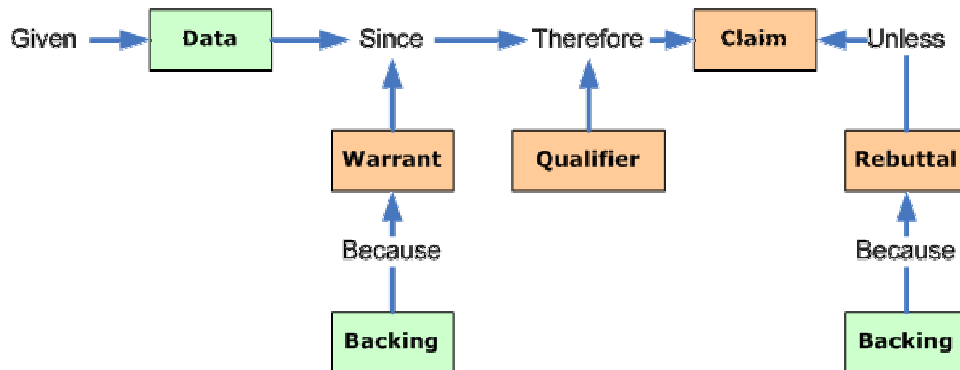 Given Data Since Therefore Claim Unless
Warrant Qualifier Rebuttal
Because Because
Backing Backing